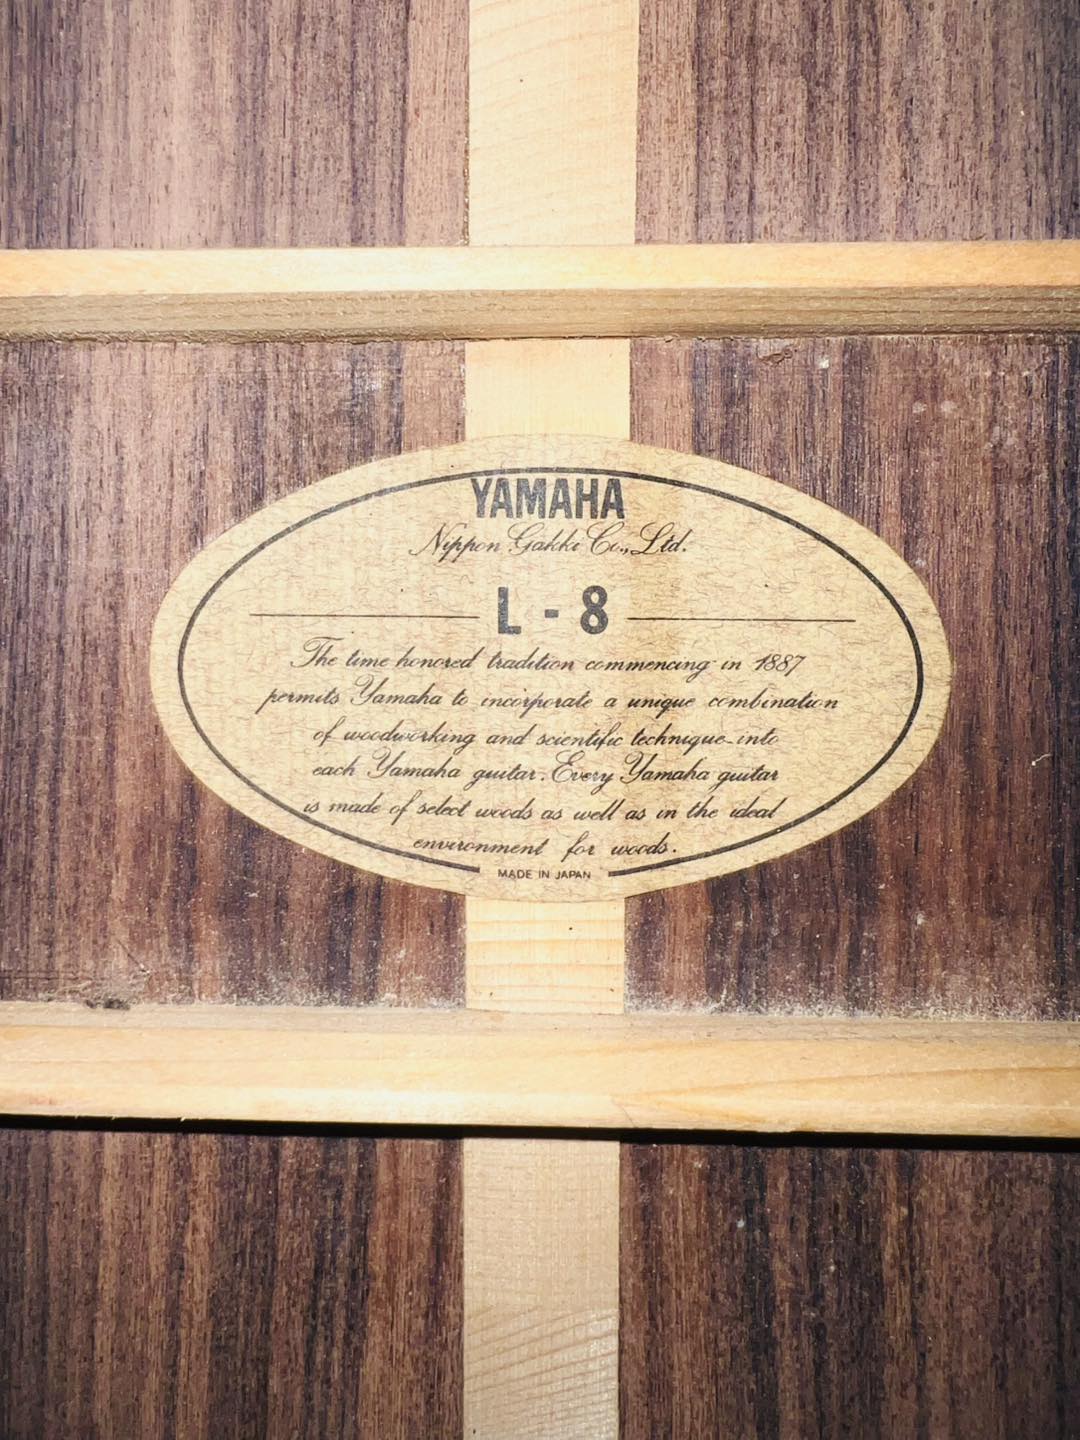 YAMAHA
Nippon Gakki Co., Ltd.
L - 8
The time honored tradition commencing in 1887
permits Yamaha to incorporate a unique combination
of woodworking and scientific technique into
each Yamaha guitar. Every Yamaha guitar
is made of select woods as well as in the ideal
environment for woods.
MADE IN JAPAN